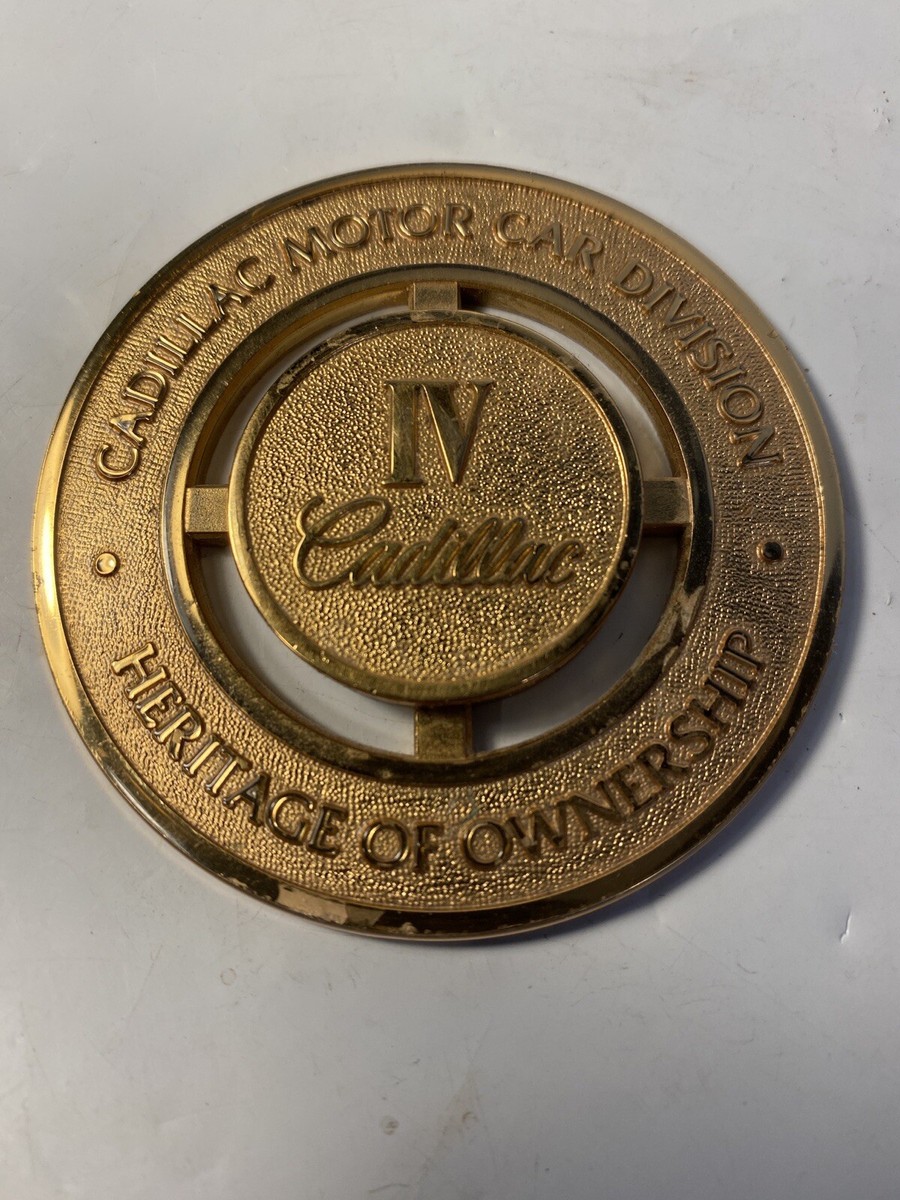 CADILLAC MOTOR CAR DIVISION
IV
Cadillac
HERITAGE OF OWNERSHIP